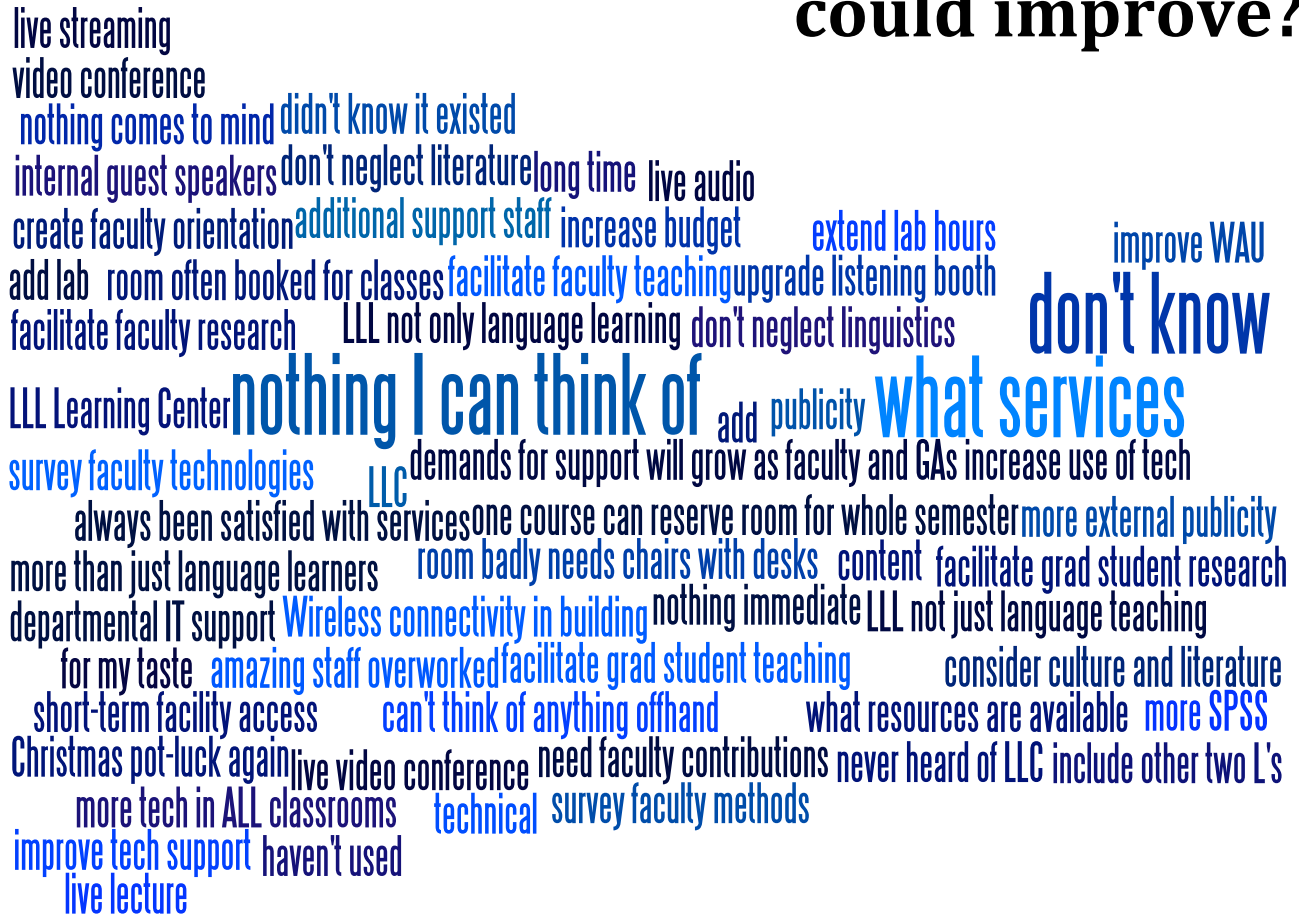 could improve?
live streaming
video conference
nothing comes to mind didn't know it existed
internal guest speakers don't neglect literature long time live audio
create faculty orientation additional support staff increase budget extend lab hours improve WAU
add lab room often booked for classes facilitate faculty teaching upgrade listening booth don't know
facilitate faculty research LLL not only language learning don't neglect linguistics
LLL Learning Center nothing I can think of add publicity what services
survey faculty technologies LLC demands for support will grow as faculty and GAs increase use of tech
always been satisfied with services one course can reserve room for whole semester more external publicity
more than just language learners room badly needs chairs with desks content facilitate grad student research
departmental IT support Wireless connectivity in building nothing immediate LLL not just language teaching
for my taste amazing staff overworked facilitate grad student teaching consider culture and literature
short-term facility access can't think of anything offhand what resources are available more SPSS
Christmas pot-luck again live video conference need faculty contributions never heard of LLC include other two L's
more tech in ALL classrooms technical survey faculty methods
improve tech support haven't used
live lecture